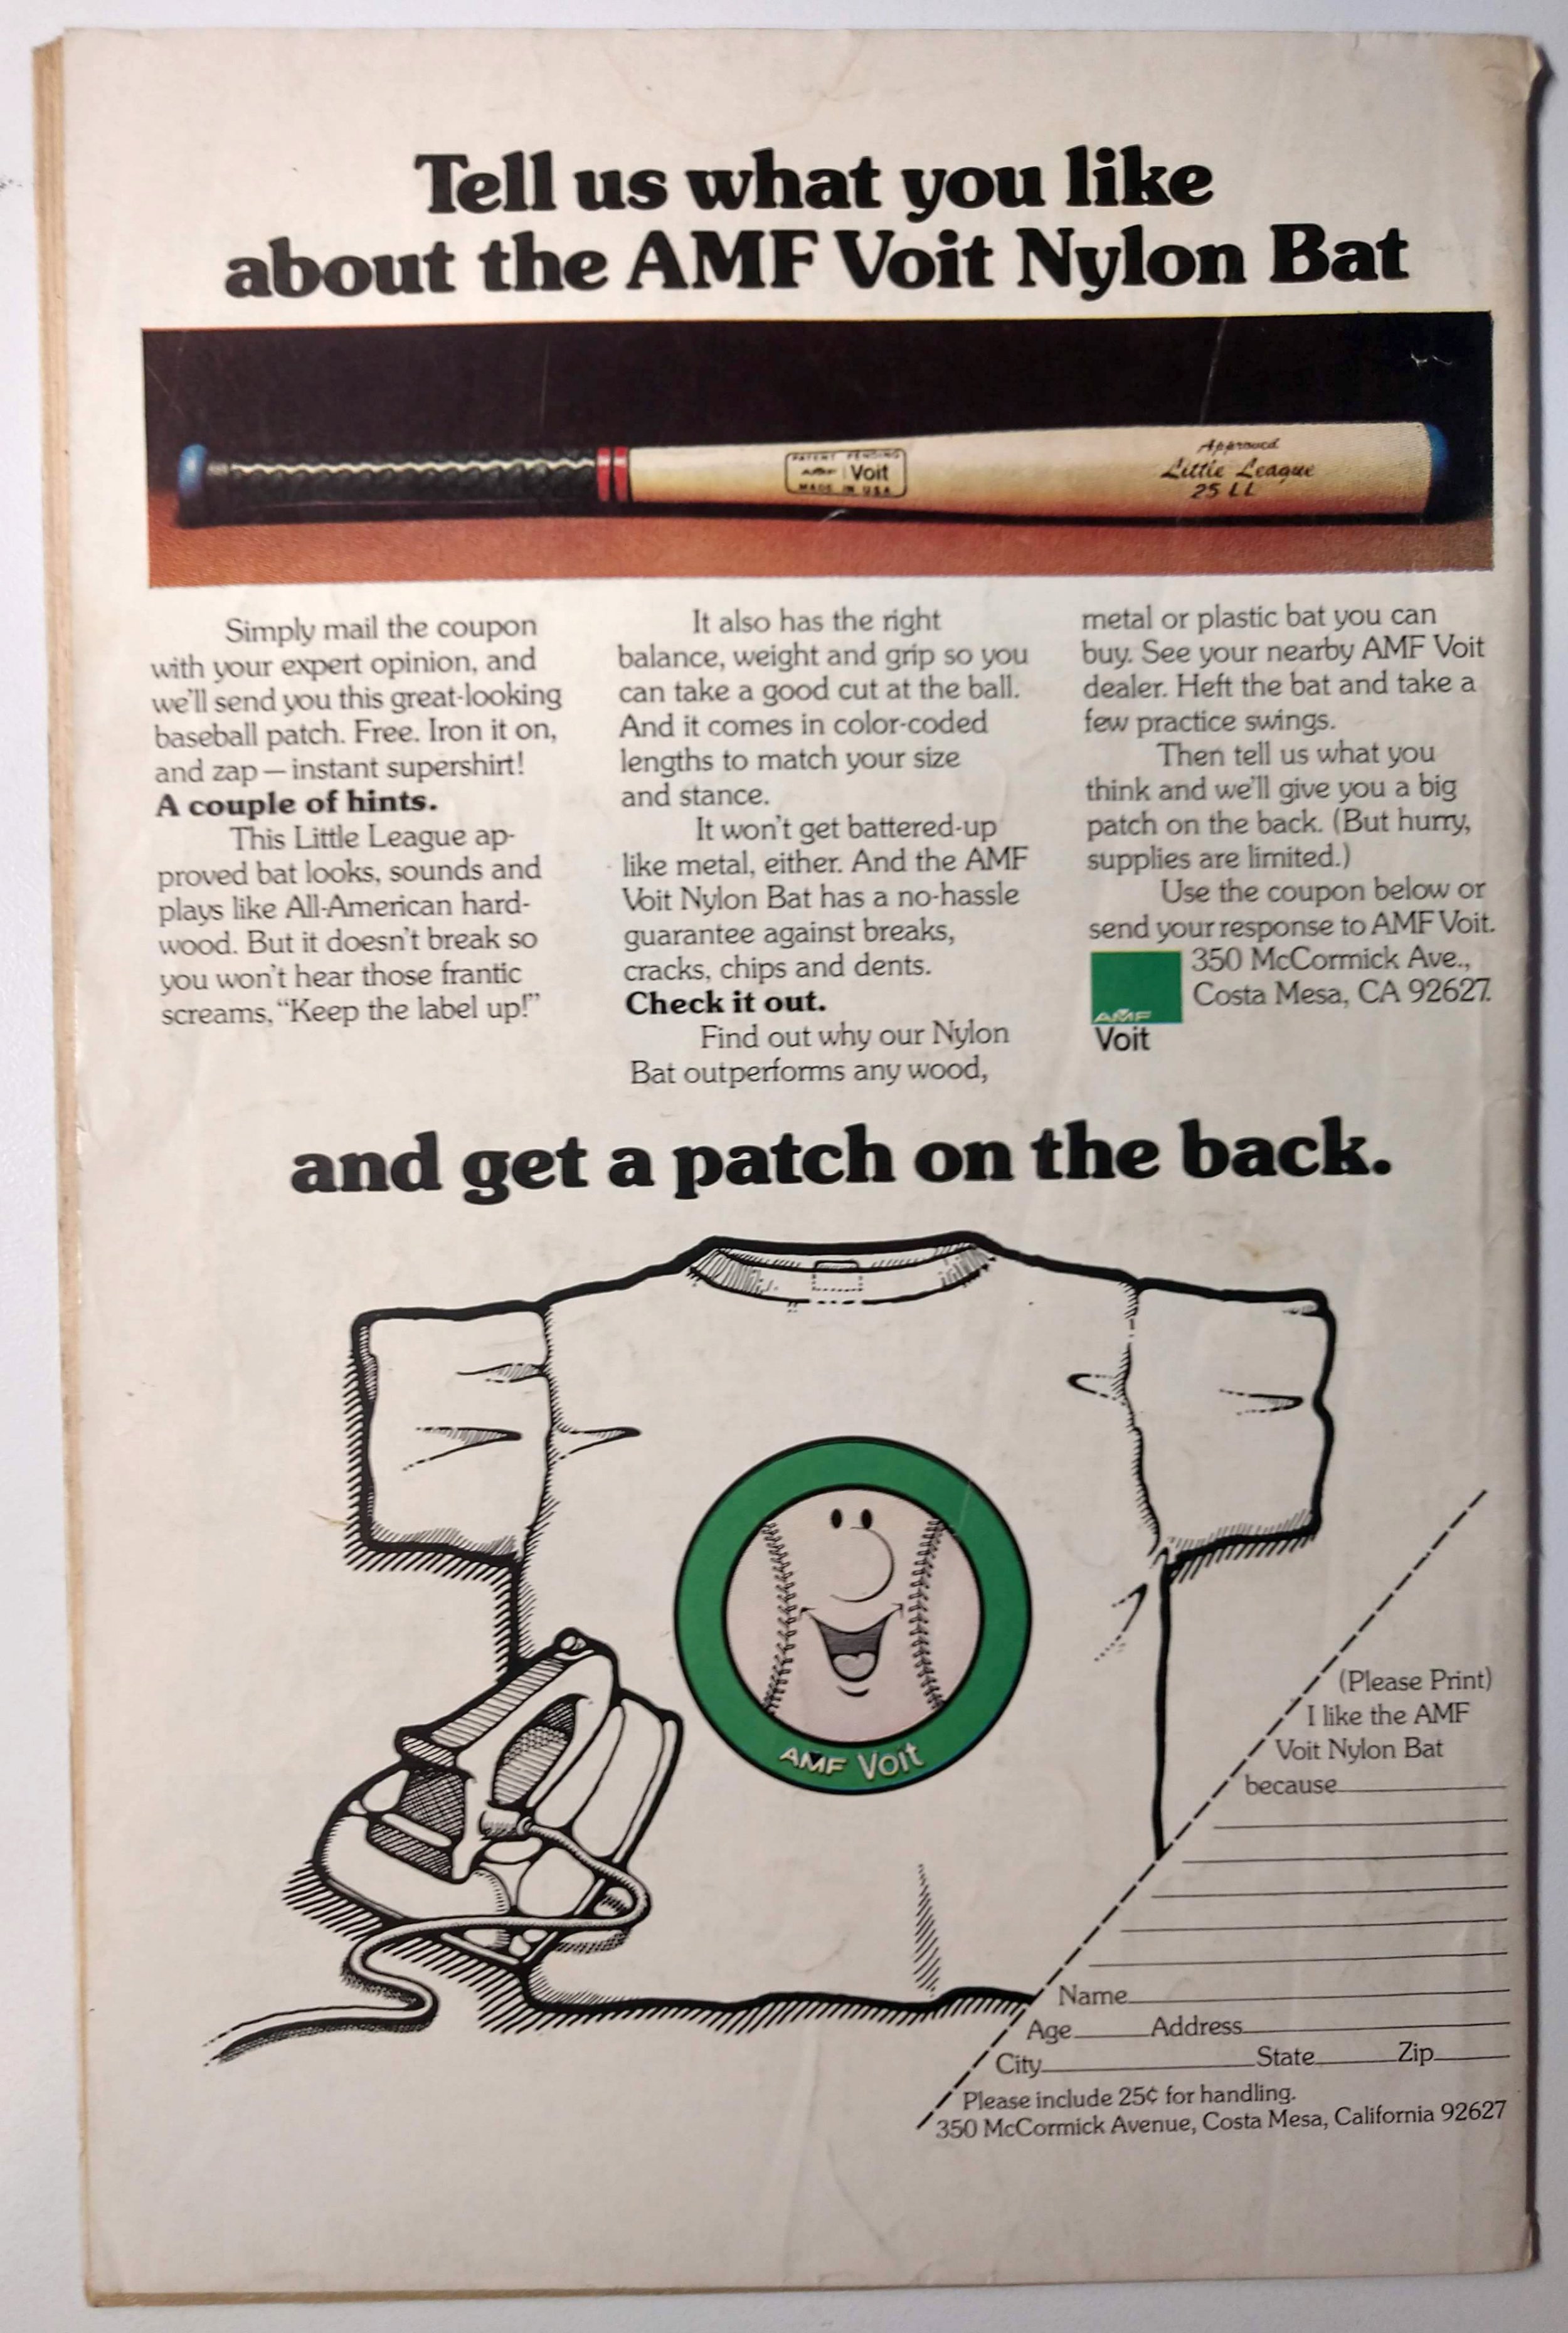 Tell us what you like
about the AMF Voit Nylon Bat
PATENT PENDING
AMF Voit
MADE IN U.S.A.
Approved
Little League
25 LL
Simply mail the coupon
with your expert opinion, and
we'll send you this great-looking
baseball patch. Free. Iron it on,
and zap — instant supershirt!
A couple of hints.
This Little League ap-
proved bat looks, sounds and
plays like All-American hard-
wood. But it doesn't break so
you won't hear those frantic
screams, “Keep the label up!”
It also has the right
balance, weight and grip so you
can take a good cut at the ball.
And it comes in color-coded
lengths to match your size
and stance.
It won't get battered-up
like metal, either. And the AMF
Voit Nylon Bat has a no-hassle
guarantee against breaks,
cracks, chips and dents.
Check it out.
Find out why our Nylon
Bat outperforms any wood,
metal or plastic bat you can
buy. See your nearby AMF Voit
dealer. Heft the bat and take a
few practice swings.
Then tell us what you
think and we'll give you a big
patch on the back. (But hurry,
supplies are limited.)
Use the coupon below or
send your response to AMF Voit.
350 McCormick Ave.,
Costa Mesa, CA 92627.
AMF
Voit
and get a patch on the back.
AMF Voit
(Please Print)
I like the AMF
Voit Nylon Bat
because
Name
Age Address
City State Zip
Please include 25¢ for handling.
350 McCormick Avenue, Costa Mesa, California 92627